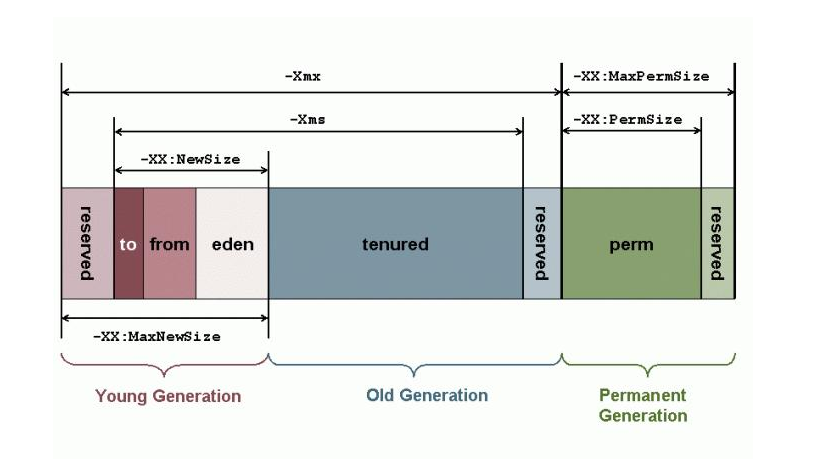 -Xmx
-XX:MaxPermSize
-Xms
-XX:PermSize
-XX:NewSize
reserved
to
from
eden
tenured
reserved
perm
reserved
-XX:MaxNewSize
Young Generation
Old Generation
Permanent
Generation